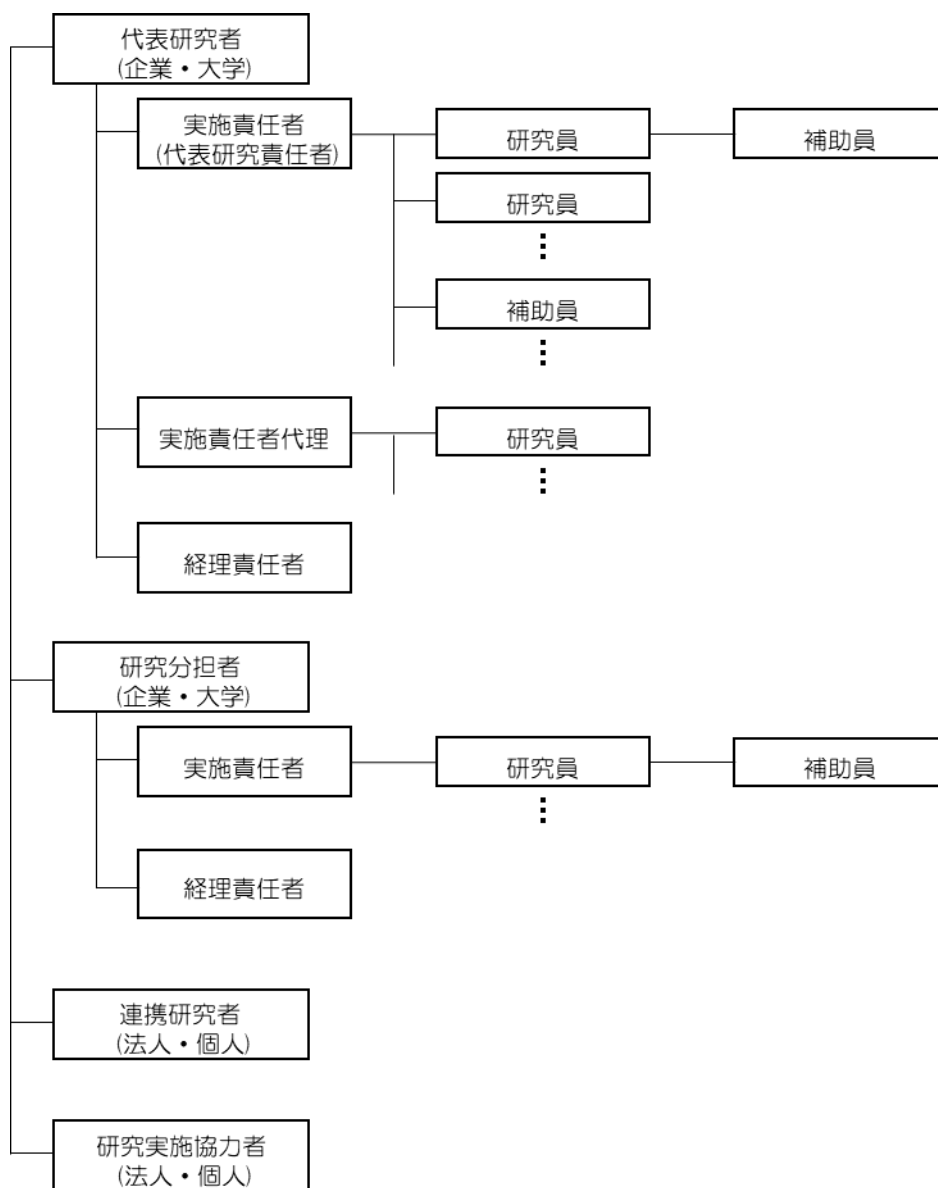 代表研究者
(企業・大学)
実施責任者
(代表研究責任者)
研究員
補助員
研究員
補助員
実施責任者代理
研究員
経理責任者
研究分担者
(企業・大学)
実施責任者
研究員
補助員
経理責任者
連携研究者
(法人・個人)
研究実施協力者
(法人・個人)